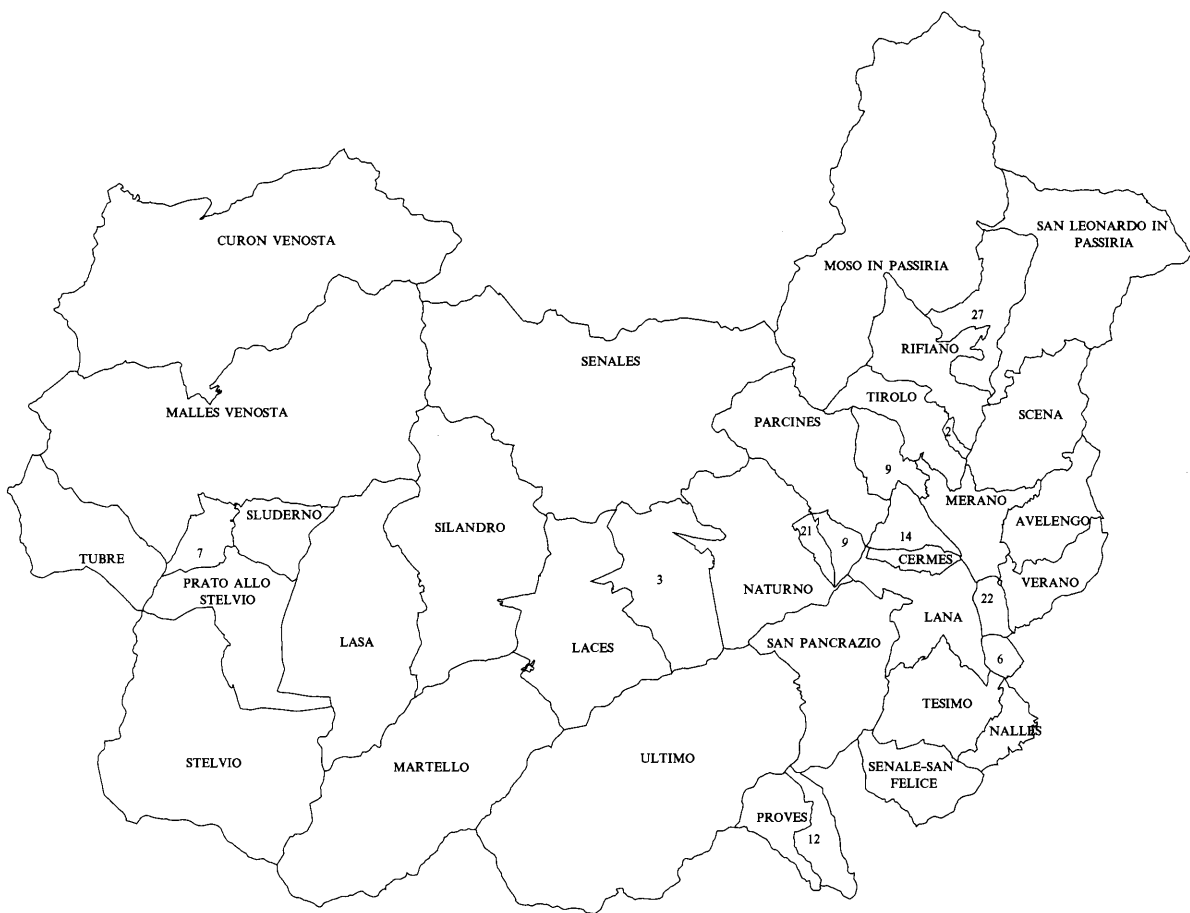 CURON VENOSTA
SAN LEONARDO IN
PASSIRIA
MOSO IN PASSIRIA
27
RIFIANO
SENALES
MALLES VENOSTA
TIROLO
PARCINES
SCENA
2
9
MERANO
SLUDERNO
SILANDRO
AVELENGO
21
9
14
7
TUBRE
CERMES
PRATO ALLO
STELVIO
3
NATURNO
VERANO
22
LANA
LASA
LACES
SAN PANCRAZIO
6
TESIMO
NALLES
STELVIO
MARTELLO
ULTIMO
SENALE-SAN
FELICE
PROVES
12